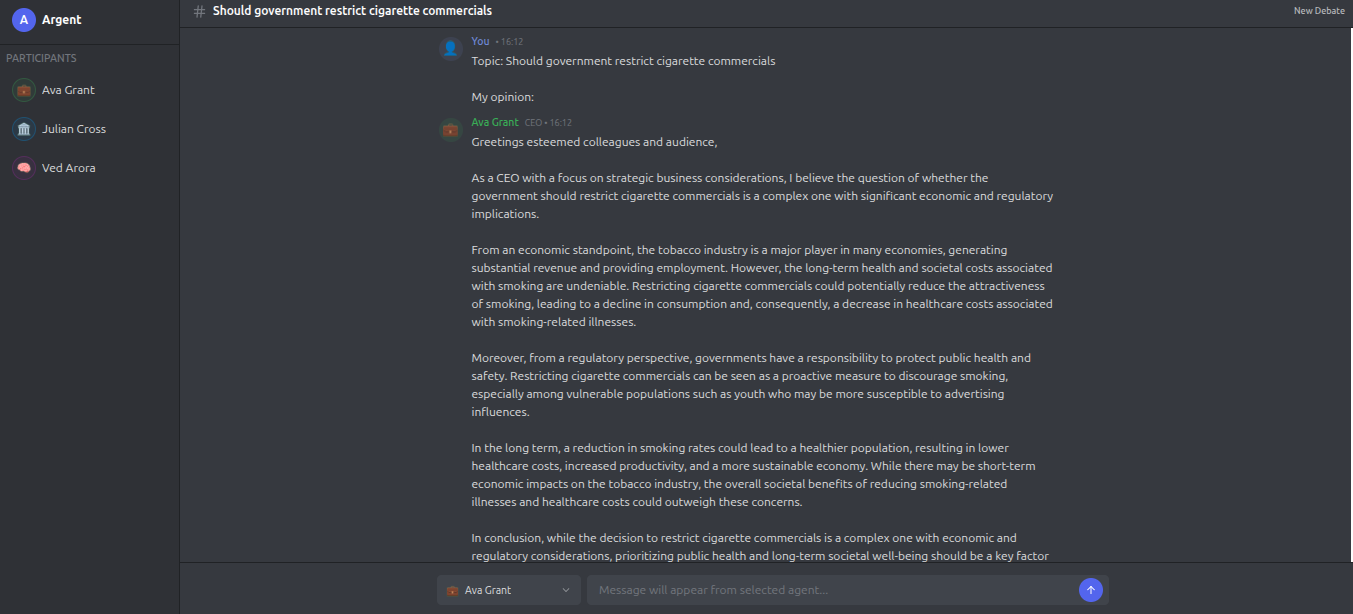 A Argent
PARTICIPANTS
Ava Grant
Julian Cross
Ved Arora
# Should government restrict cigarette commercials
New Debate
You • 16:12
Topic: Should government restrict cigarette commercials
My opinion:
Ava Grant CEO • 16:12
Greetings esteemed colleagues and audience,
As a CEO with a focus on strategic business considerations, I believe the question of whether the
government should restrict cigarette commercials is a complex one with significant economic and regulatory
implications.
From an economic standpoint, the tobacco industry is a major player in many economies, generating
substantial revenue and providing employment. However, the long-term health and societal costs associated
with smoking are undeniable. Restricting cigarette commercials could potentially reduce the attractiveness
of smoking, leading to a decline in consumption and, consequently, a decrease in healthcare costs associated
with smoking-related illnesses.
Moreover, from a regulatory perspective, governments have a responsibility to protect public health and
safety. Restricting cigarette commercials can be seen as a proactive measure to discourage smoking,
especially among vulnerable populations such as youth who may be more susceptible to advertising
influences.
In the long term, a reduction in smoking rates could lead to a healthier population, resulting in lower
healthcare costs, increased productivity, and a more sustainable economy. While there may be short-term
economic impacts on the tobacco industry, the overall societal benefits of reducing smoking-related
illnesses and healthcare costs could outweigh these concerns.
In conclusion, while the decision to restrict cigarette commercials is a complex one with economic and
regulatory considerations, prioritizing public health and long-term societal well-being should be a key factor
Ava Grant
Message will appear from selected agent...